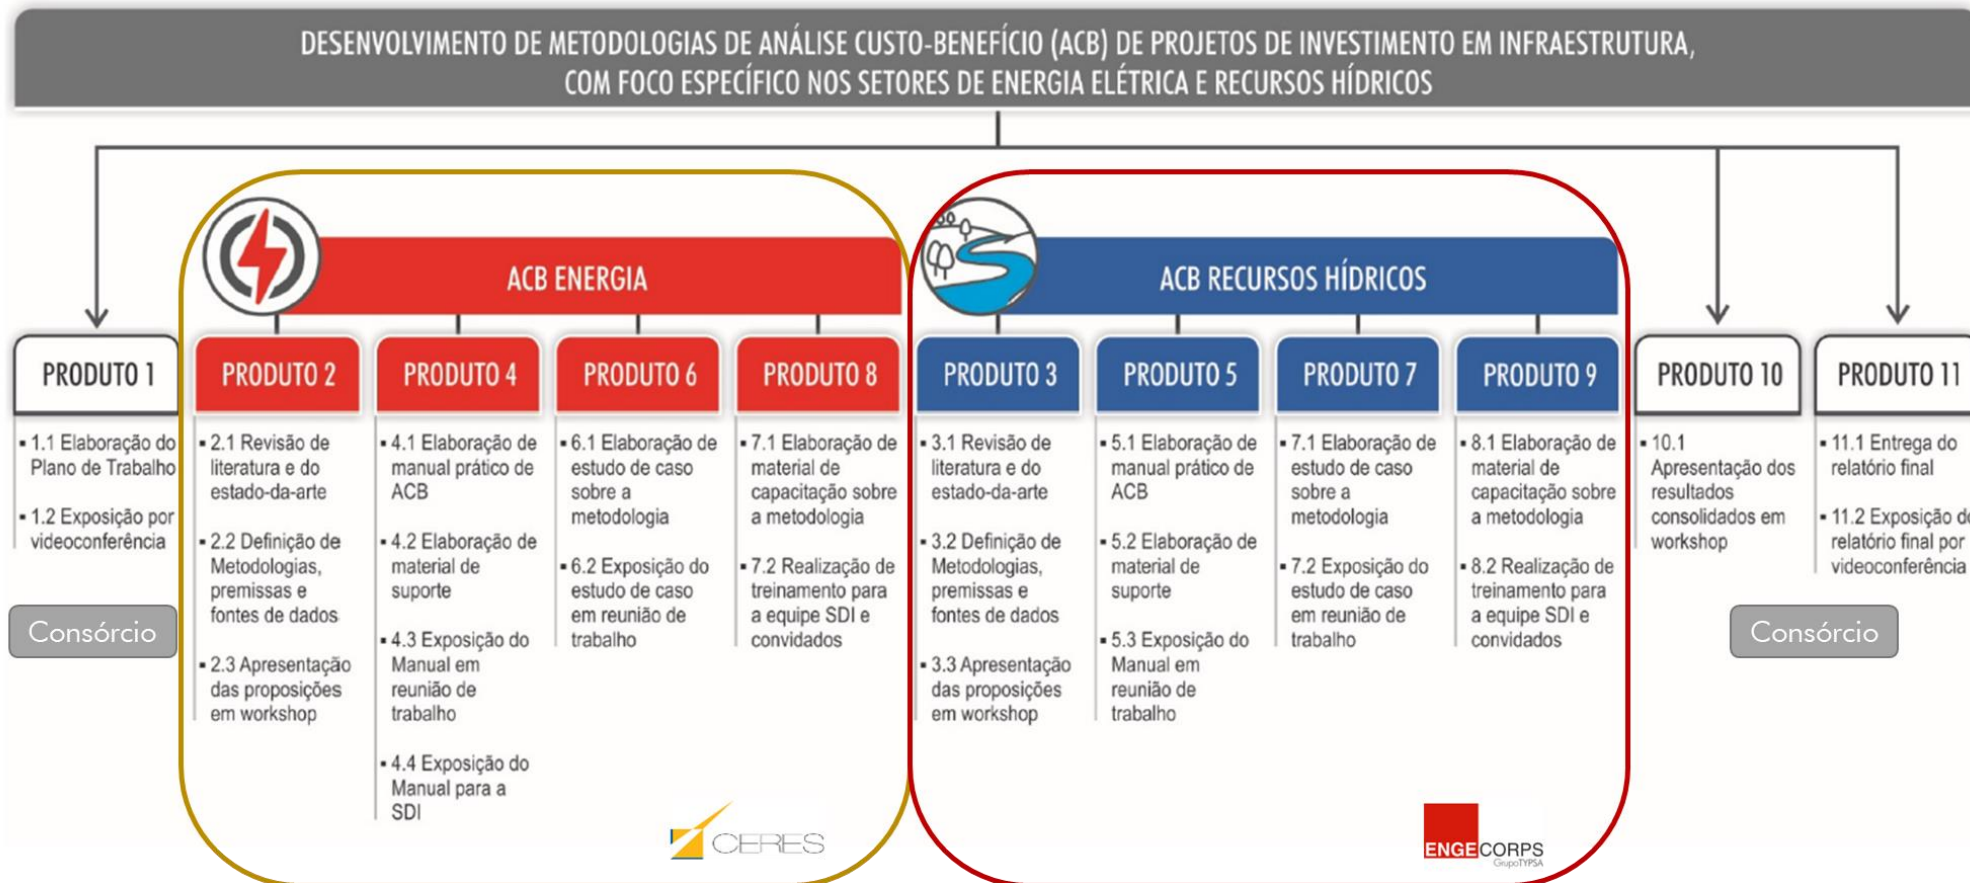 DESENVOLVIMENTO DE METODOLOGIAS DE ANÁLISE CUSTO-BENEFÍCIO (ACB) DE PROJETOS DE INVESTIMENTO EM INFRAESTRUTURA,
COM FOCO ESPECÍFICO NOS SETORES DE ENERGIA ELÉTRICA E RECURSOS HÍDRICOS
ACB ENERGIA
ACB RECURSOS HÍDRICOS
PRODUTO 1
▪ 1.1 Elaboração do
Plano de Trabalho
▪ 1.2 Exposição por
videoconferência
Consórcio
PRODUTO 2
▪ 2.1 Revisão de
literatura e do
estado-da-arte
▪ 2.2 Definição de
Metodologias,
premissas e
fontes de dados
▪ 2.3 Apresentação
das proposições
em workshop
PRODUTO 4
▪ 4.1 Elaboração de
manual prático de
ACB
▪ 4.2 Elaboração de
material de
suporte
▪ 4.3 Exposição do
Manual em
reunião de
trabalho
▪ 4.4 Exposição do
Manual para a
SDI
PRODUTO 6
▪ 6.1 Elaboração de
estudo de caso
sobre a
metodologia
▪ 6.2 Exposição do
estudo de caso
em reunião de
trabalho
PRODUTO 8
▪ 7.1 Elaboração de
material de
capacitação sobre
a metodologia
▪ 7.2 Realização de
treinamento para
a equipe SDI e
convidados
CERES
PRODUTO 3
▪ 3.1 Revisão de
literatura e do
estado-da-arte
▪ 3.2 Definição de
Metodologias,
premissas e
fontes de dados
▪ 3.3 Apresentação
das proposições
em workshop
PRODUTO 5
▪ 5.1 Elaboração de
manual prático de
ACB
▪ 5.2 Elaboração de
material de
suporte
▪ 5.3 Exposição do
Manual em
reunião de
trabalho
PRODUTO 7
▪ 7.1 Elaboração de
estudo de caso
sobre a
metodologia
▪ 7.2 Exposição do
estudo de caso
em reunião de
trabalho
PRODUTO 9
▪ 8.1 Elaboração de
material de
capacitação sobre
a metodologia
▪ 8.2 Realização de
treinamento para
a equipe SDI e
convidados
ENGECORPS
GrupoTYPSA
PRODUTO 10
▪ 10.1
Apresentação dos
resultados
consolidados em
workshop
PRODUTO 11
▪ 11.1 Entrega do
relatório final
▪ 11.2 Exposição do
relatório final por
videoconferência
Consórcio